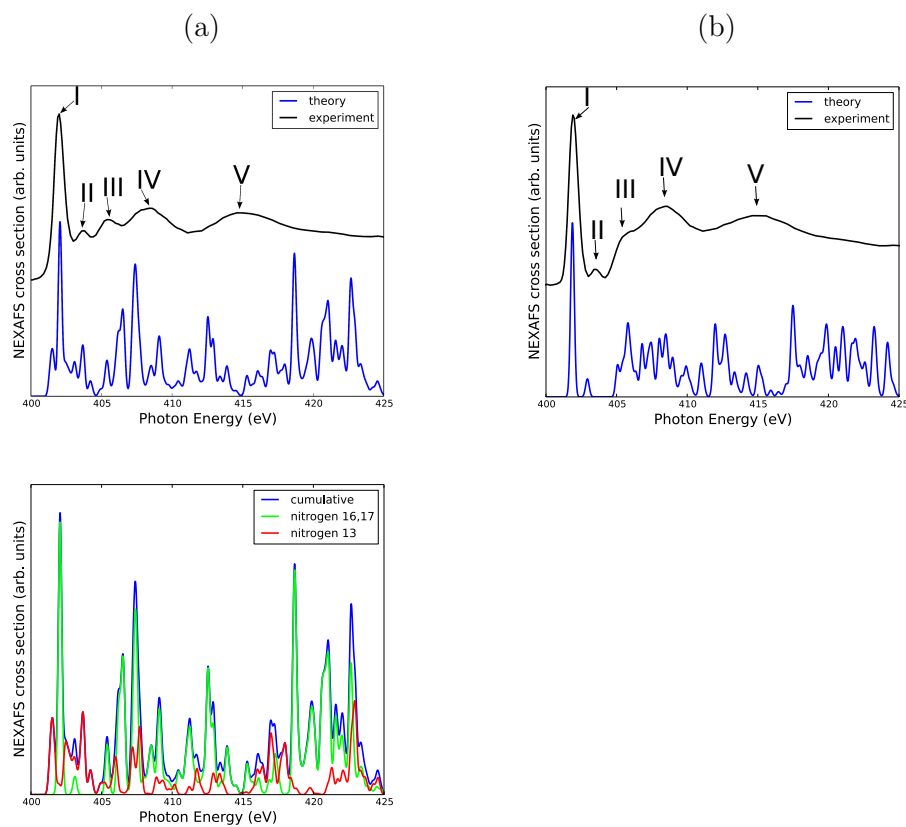 (a)
NEXAFS cross section (arb. units)
I
II
III
IV
V
theory
experiment
400
405
410
415
420
425
Photon Energy (eV)
(b)
NEXAFS cross section (arb. units)
I
II
III
IV
V
theory
experiment
400
405
410
415
420
425
Photon Energy (eV)
NEXAFS cross section (arb. units)
cumulative
nitrogen 16,17
nitrogen 13
400
405
410
415
420
425
Photon Energy (eV)